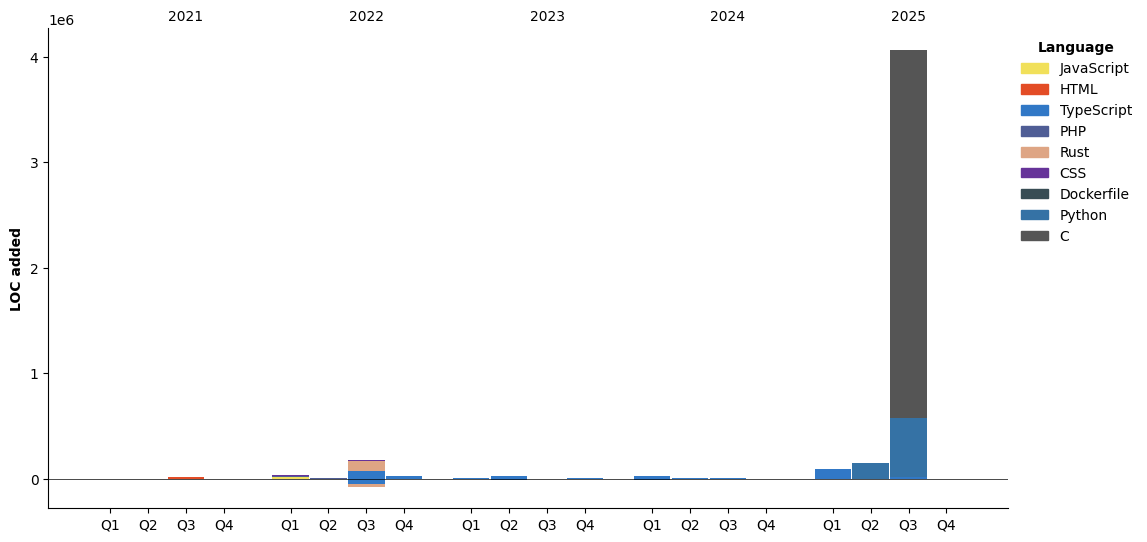 2021 2022 2023 2024 2025
1e6
Language
JavaScript
HTML
TypeScript
PHP
Rust
CSS
Dockerfile
Python
C
LOC added
4
3
2
1
0
Q1 Q2 Q3 Q4 Q1 Q2 Q3 Q4 Q1 Q2 Q3 Q4 Q1 Q2 Q3 Q4 Q1 Q2 Q3 Q4